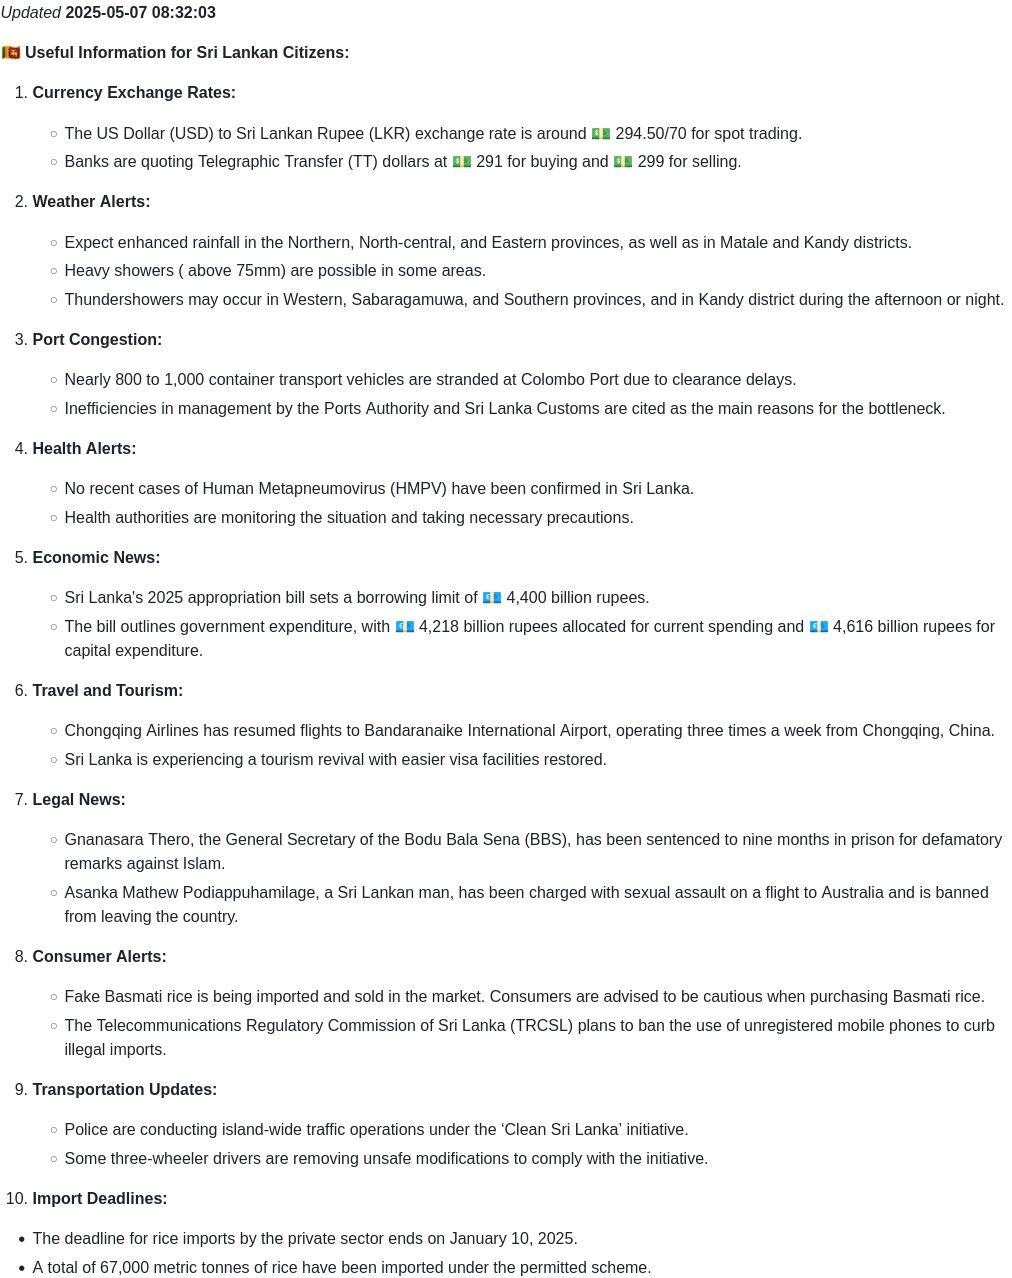 Updated 2025-05-07 08:32:03
🇱🇰 Useful Information for Sri Lankan Citizens:
1. Currency Exchange Rates:
○ The US Dollar (USD) to Sri Lankan Rupee (LKR) exchange rate is around 💵 294.50/70 for spot trading.
○ Banks are quoting Telegraphic Transfer (TT) dollars at 💵 291 for buying and 💵 299 for selling.
2. Weather Alerts:
○ Expect enhanced rainfall in the Northern, North-central, and Eastern provinces, as well as in Matale and Kandy districts.
○ Heavy showers ( above 75mm) are possible in some areas.
○ Thundershowers may occur in Western, Sabaragamuwa, and Southern provinces, and in Kandy district during the afternoon or night.
3. Port Congestion:
○ Nearly 800 to 1,000 container transport vehicles are stranded at Colombo Port due to clearance delays.
○ Inefficiencies in management by the Ports Authority and Sri Lanka Customs are cited as the main reasons for the bottleneck.
4. Health Alerts:
○ No recent cases of Human Metapneumovirus (HMPV) have been confirmed in Sri Lanka.
○ Health authorities are monitoring the situation and taking necessary precautions.
5. Economic News:
○ Sri Lanka's 2025 appropriation bill sets a borrowing limit of 💶 4,400 billion rupees.
○ The bill outlines government expenditure, with 💶 4,218 billion rupees allocated for current spending and 💶 4,616 billion rupees for
capital expenditure.
6. Travel and Tourism:
○ Chongqing Airlines has resumed flights to Bandaranaike International Airport, operating three times a week from Chongqing, China.
○ Sri Lanka is experiencing a tourism revival with easier visa facilities restored.
7. Legal News:
○ Gnanasara Thero, the General Secretary of the Bodu Bala Sena (BBS), has been sentenced to nine months in prison for defamatory
remarks against Islam.
○ Asanka Mathew Podiappuhamilage, a Sri Lankan man, has been charged with sexual assault on a flight to Australia and is banned
from leaving the country.
8. Consumer Alerts:
○ Fake Basmati rice is being imported and sold in the market. Consumers are advised to be cautious when purchasing Basmati rice.
○ The Telecommunications Regulatory Commission of Sri Lanka (TRCSL) plans to ban the use of unregistered mobile phones to curb
illegal imports.
9. Transportation Updates:
○ Police are conducting island-wide traffic operations under the ‘Clean Sri Lanka’ initiative.
○ Some three-wheeler drivers are removing unsafe modifications to comply with the initiative.
10. Import Deadlines:
● The deadline for rice imports by the private sector ends on January 10, 2025.
● A total of 67,000 metric tonnes of rice have been imported under the permitted scheme.